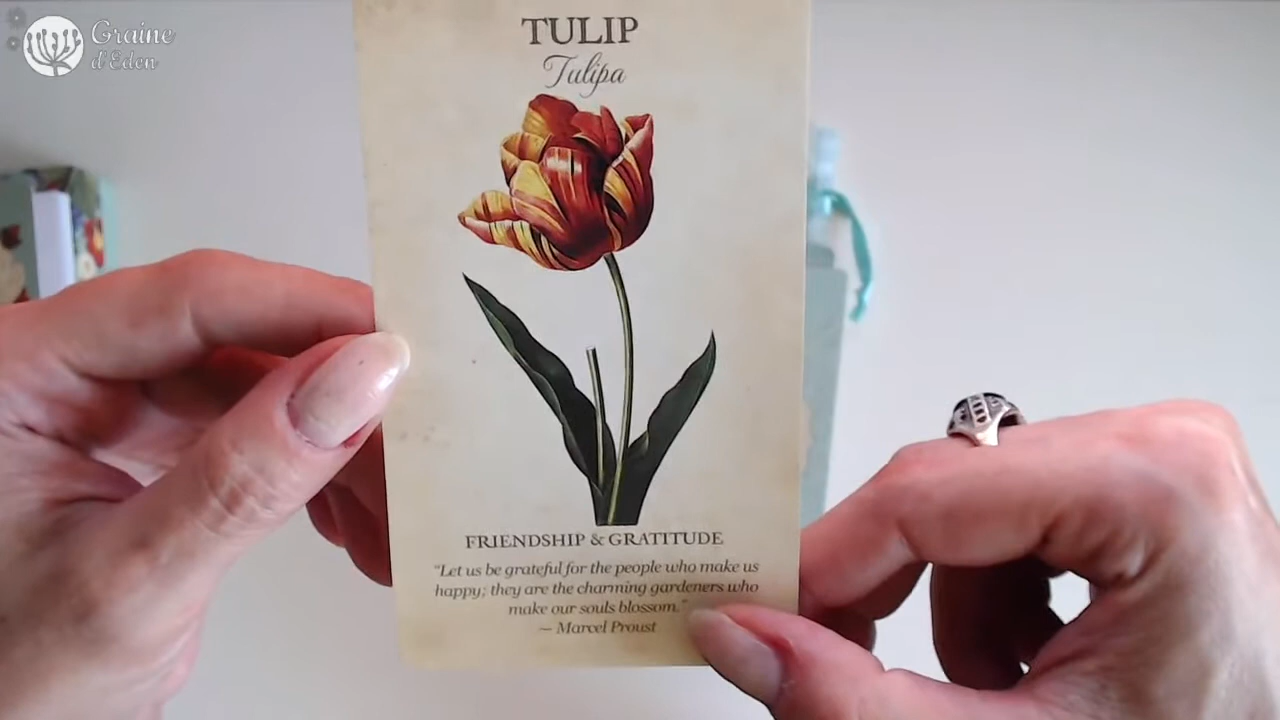 Graine
d'Eden
TULIP
Tulipa
FRIENDSHIP & GRATITUDE
"Let us be grateful for the people who make us
happy; they are the charming gardeners who
make our souls blossom."
— Marcel Proust